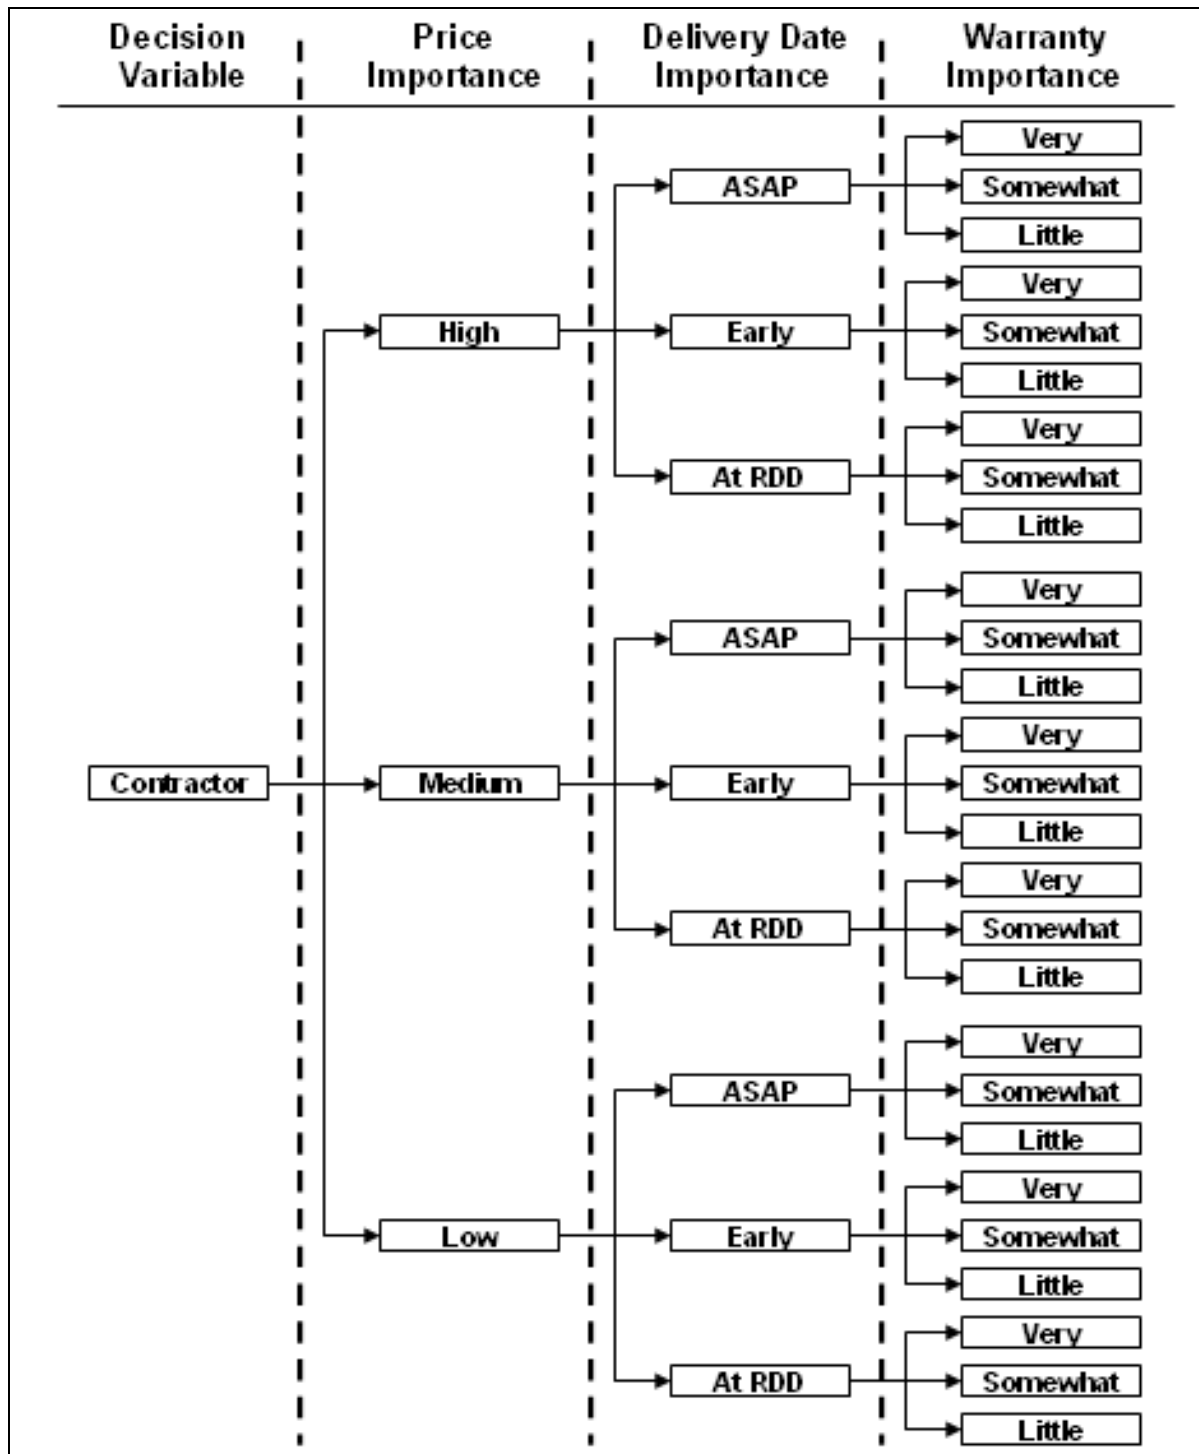 Decision Variable
Price Importance
Delivery Date Importance
Warranty Importance
Very
ASAP
Somewhat
Little
Very
High
Early
Somewhat
Little
Very
At RDD
Somewhat
Little
Very
ASAP
Somewhat
Little
Very
Contractor
Medium
Early
Somewhat
Little
Very
At RDD
Somewhat
Little
Very
ASAP
Somewhat
Little
Very
Low
Early
Somewhat
Little
Very
At RDD
Somewhat
Little